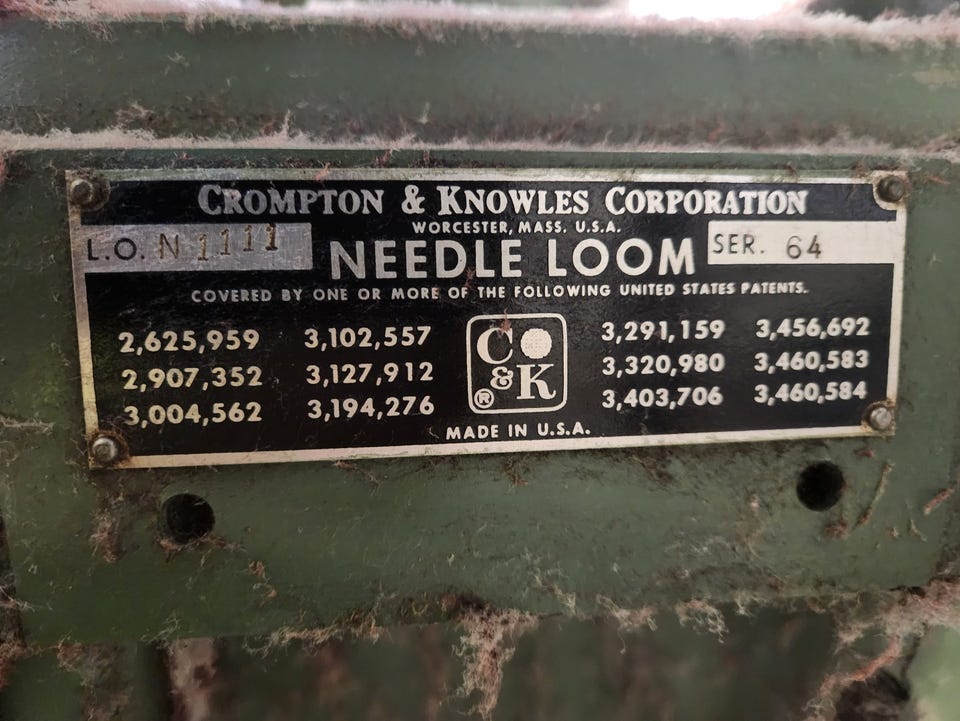 CROMPTON & KNOWLES CORPORATION
WORCESTER, MASS. U.S.A.
L.O. N 1111
NEEDLE LOOM
SER. 64
COVERED BY ONE OR MORE OF THE FOLLOWING UNITED STATES PATENTS.
2,625,959 3,102,557 3,291,159 3,456,692
2,907,352 3,127,912 3,320,980 3,460,583
3,004,562 3,194,276 3,403,706 3,460,584
C
&K
®
MADE IN U.S.A.